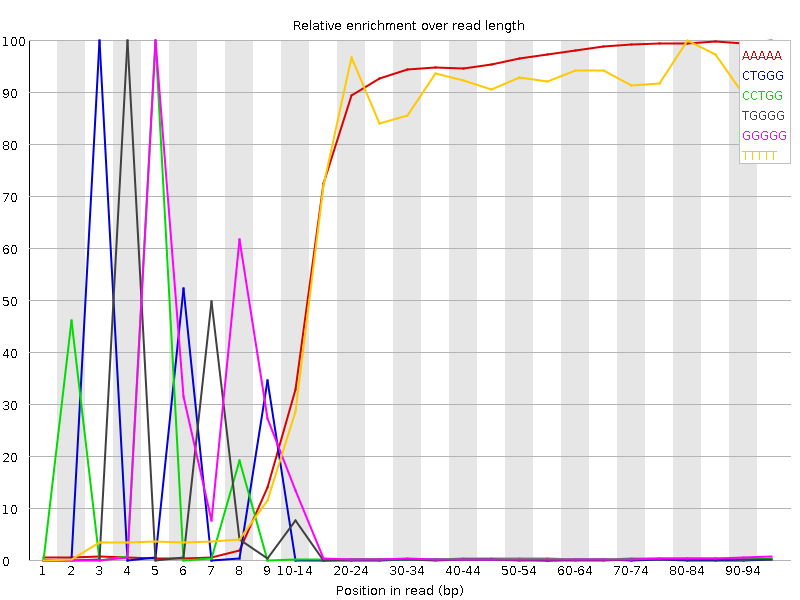 Relative enrichment over read length
100
90
80
70
60
50
40
30
20
10
0
AAAAA
CTGGG
CCTGG
TGGGG
GGGGG
TTTTT
1 2 3 4 5 6 7 8 9 10-14 20-24 30-34 40-44 50-54 60-64 70-74 80-84 90-94
Position in read (bp)